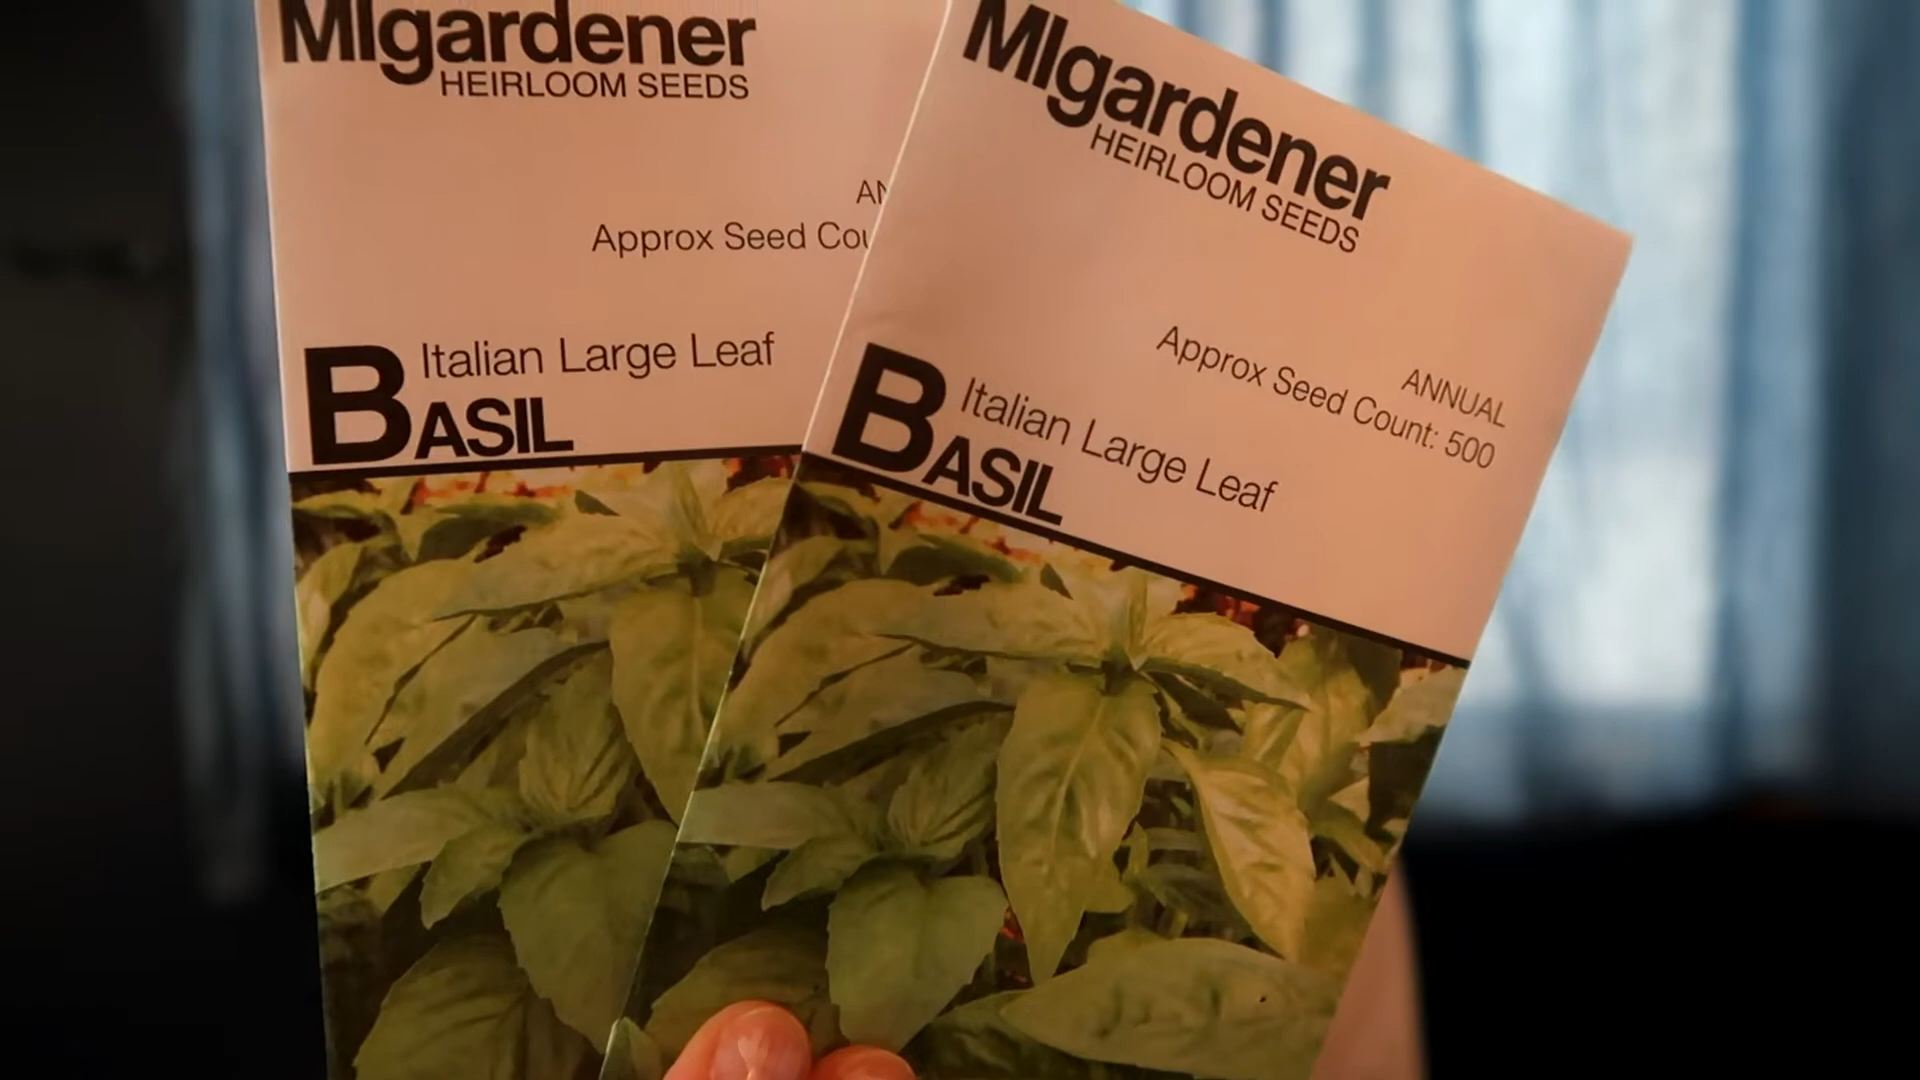 MIgardener
HEIRLOOM SEEDS
AN
Approx Seed Cou
Italian Large Leaf
BASIL
MIgardener
HEIRLOOM SEEDS
ANNUAL
Approx Seed Count: 500
Italian Large Leaf
BASIL